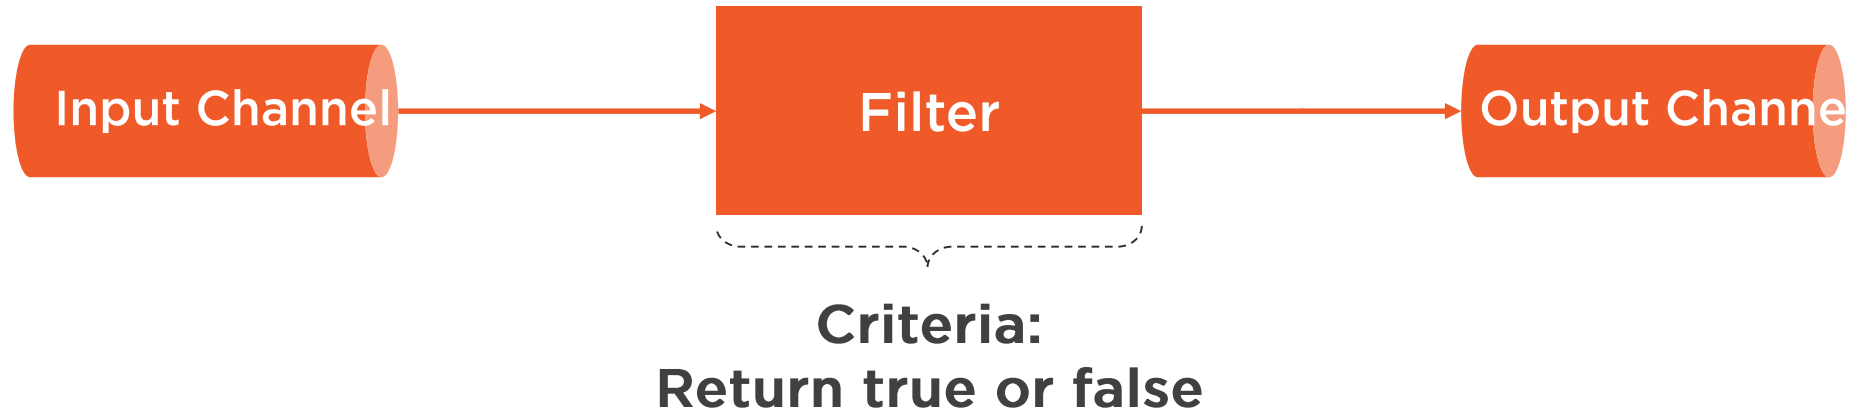 Input Channel
Filter
Output Channe
Criteria:
Return true or false